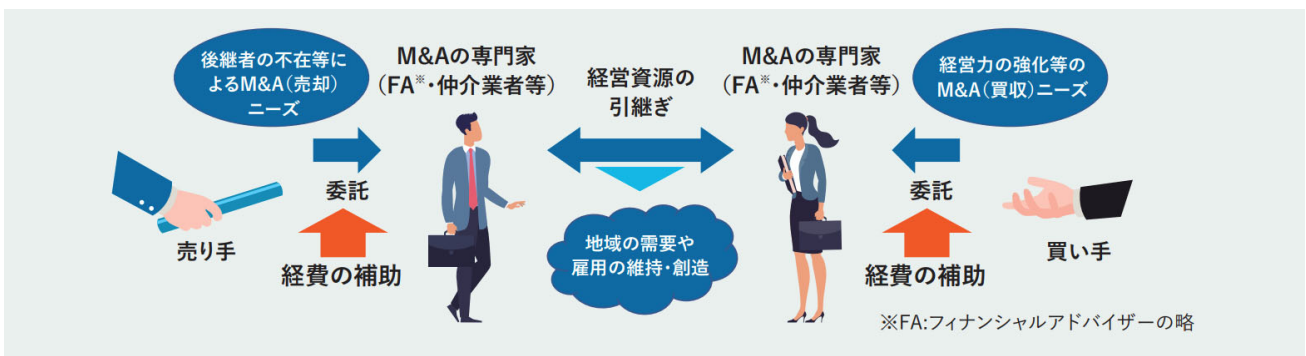 後継者の不在等に
よるM&A(売却)
ニーズ
M&Aの専門家
(FA※・仲介業者等)
経営資源の
引継ぎ
M&Aの専門家
(FA※・仲介業者等)
経営力の強化等の
M&A(買収)ニーズ
委託
売り手
経費の補助
地域の需要や
雇用の維持・創造
委託
買い手
経費の補助
※FA:フィナンシャルアドバイザーの略